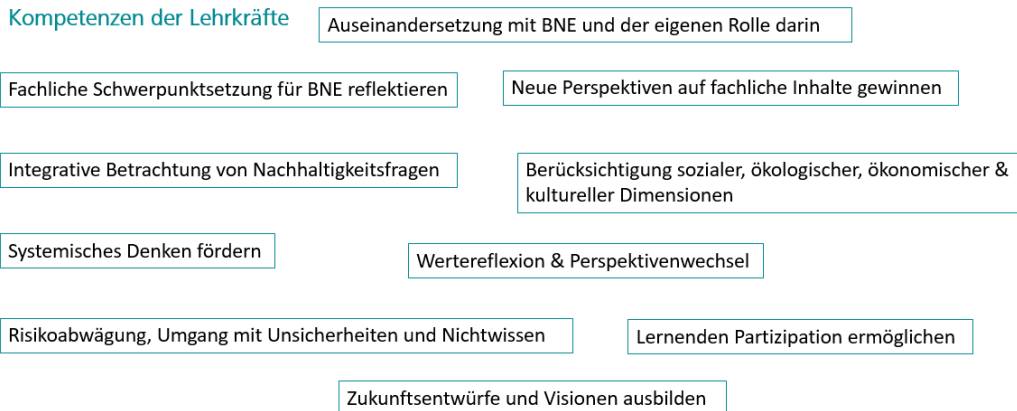 Kompetenzen der Lehrkräfte
Auseinandersetzung mit BNE und der eigenen Rolle darin
Fachliche Schwerpunktsetzung für BNE reflektieren
Neue Perspektiven auf fachliche Inhalte gewinnen
Integrative Betrachtung von Nachhaltigkeitsfragen
Berücksichtigung sozialer, ökologischer, ökonomischer &
kultureller Dimensionen
Systemisches Denken fördern
Wertereflexion & Perspektivenwechsel
Risikoabwägung, Umgang mit Unsicherheiten und Nichtwissen
Lernenden Partizipation ermöglichen
Zukunftsentwürfe und Visionen ausbilden